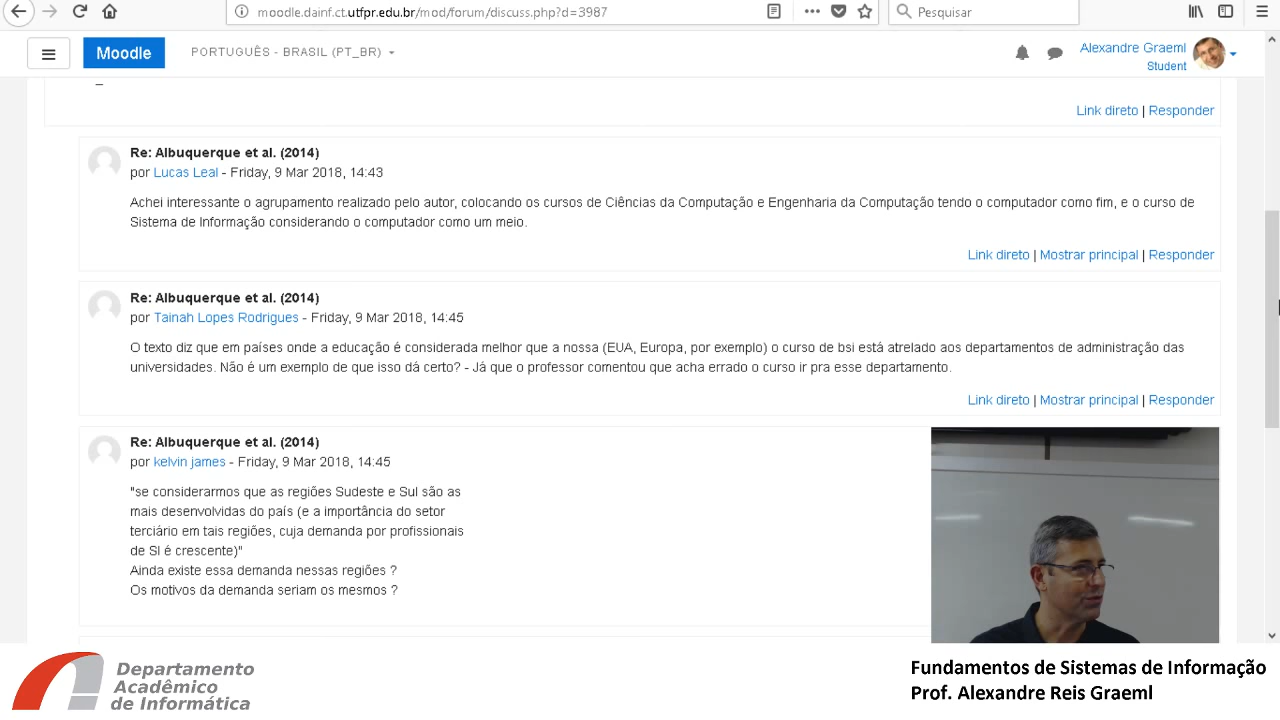 moodle.dainf.ct.utfpr.edu.br/mod/forum/discuss.php?d=3987
Pesquisar
Moodle
PORTUGUÊS - BRASIL (PT_BR)
Alexandre Graeml
Student
Link direto | Responder
Re: Albuquerque et al. (2014)
por Lucas Leal - Friday, 9 Mar 2018, 14:43
Achei interessante o agrupamento realizado pelo autor, colocando os cursos de Ciências da Computação e Engenharia da Computação tendo o computador como fim, e o curso de
Sistema de Informação considerando o computador como um meio.
Link direto | Mostrar principal | Responder
Re: Albuquerque et al. (2014)
por Tainah Lopes Rodrigues - Friday, 9 Mar 2018, 14:45
O texto diz que em países onde a educação é considerada melhor que a nossa (EUA, Europa, por exemplo) o curso de bsi está atrelado aos departamentos de administração das
universidades. Não é um exemplo de que isso dá certo? - Já que o professor comentou que acha errado o curso ir pra esse departamento.
Link direto | Mostrar principal | Responder
Re: Albuquerque et al. (2014)
por kelvin james - Friday, 9 Mar 2018, 14:45
"se considerarmos que as regiões Sudeste e Sul são as
mais desenvolvidas do país (e a importância do setor
terciário em tais regiões, cuja demanda por profissionais
de SI é crescente)"
Ainda existe essa demanda nessas regiões ?
Os motivos da demanda seriam os mesmos ?
Departamento
Acadêmico
de Informática
Fundamentos de Sistemas de Informação
Prof. Alexandre Reis Graeml